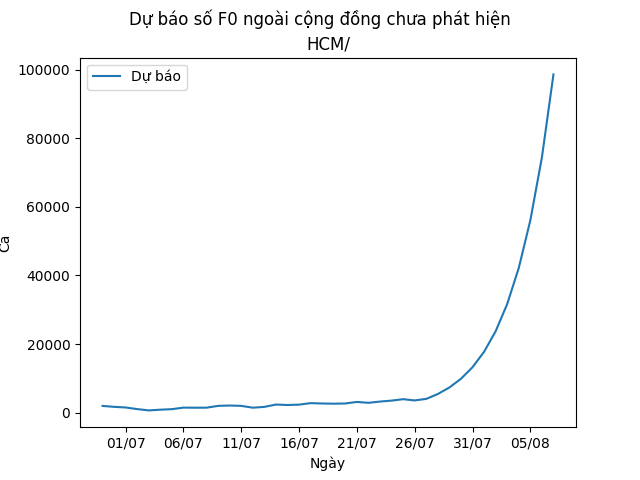 Dự báo số F0 ngoài cộng đồng chưa phát hiện
HCM/
Dự báo
100000
80000
60000
40000
20000
0
Ca
01/07 06/07 11/07 16/07 21/07 26/07 31/07 05/08
Ngày